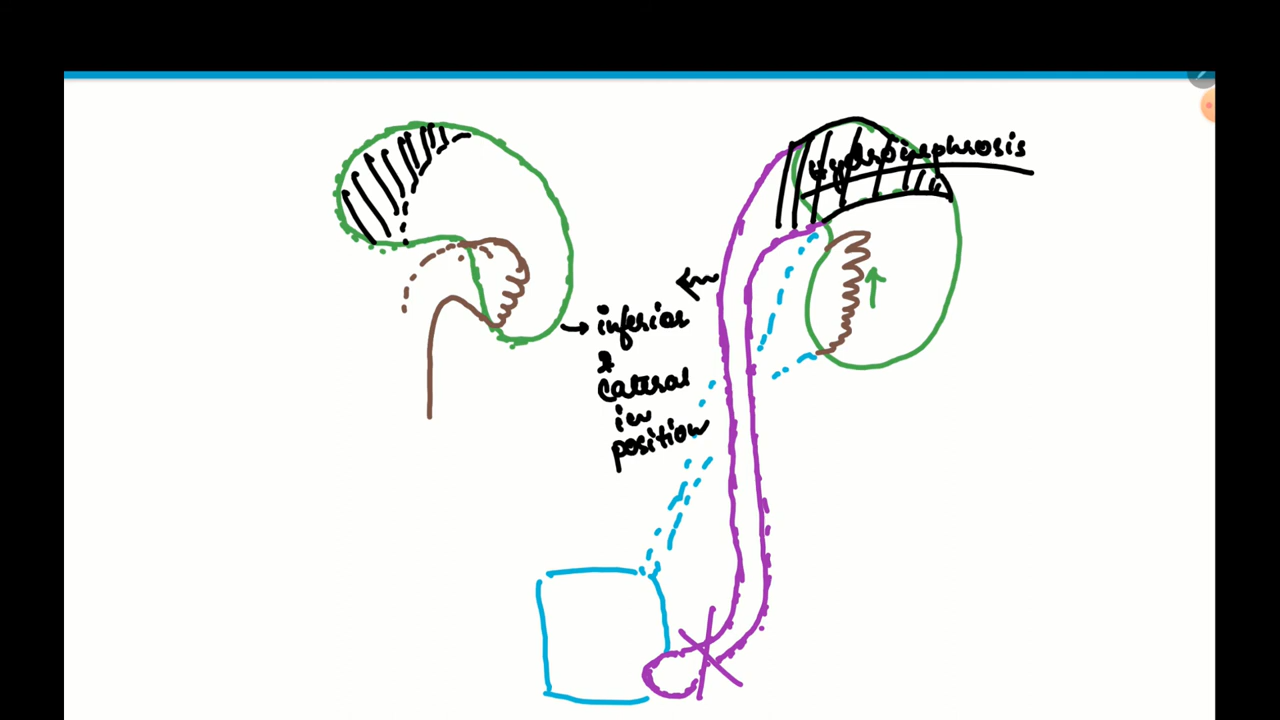 Hydronephrosis
→ inferior
&
lateral
in
position